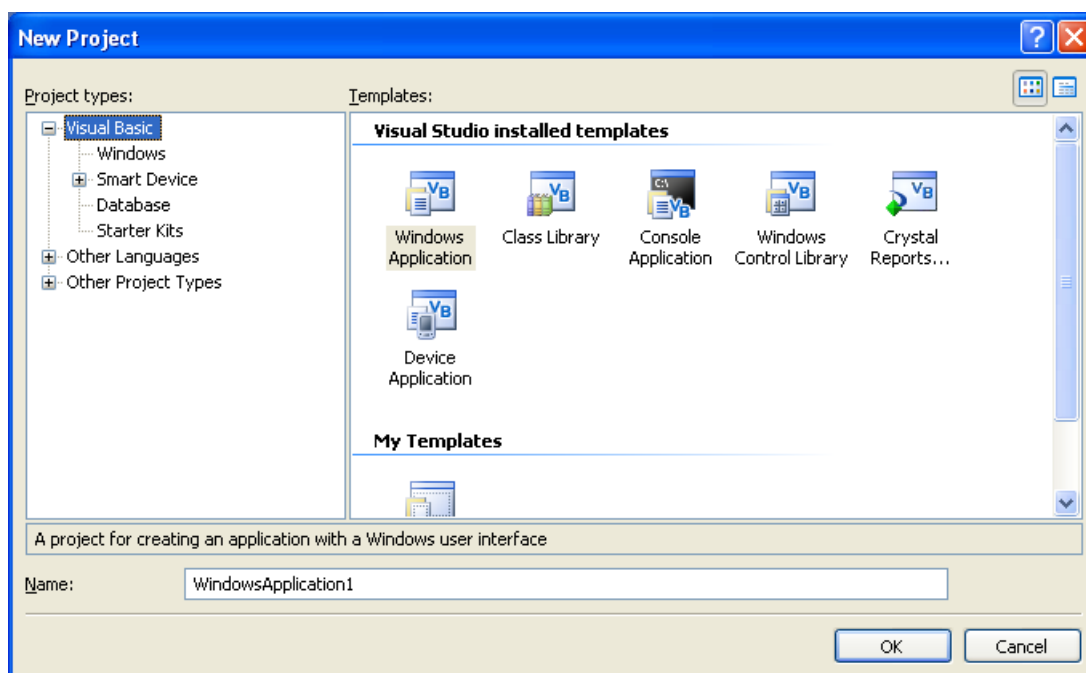 New Project
Project types:
Templates:
Visual Basic
Windows
Smart Device
Database
Starter Kits
Other Languages
Other Project Types
Visual Studio installed templates
Windows Application
Class Library
Console Application
Windows Control Library
Crystal Reports...
Device Application
My Templates
A project for creating an application with a Windows user interface
Name:
WindowsApplication1
OK
Cancel